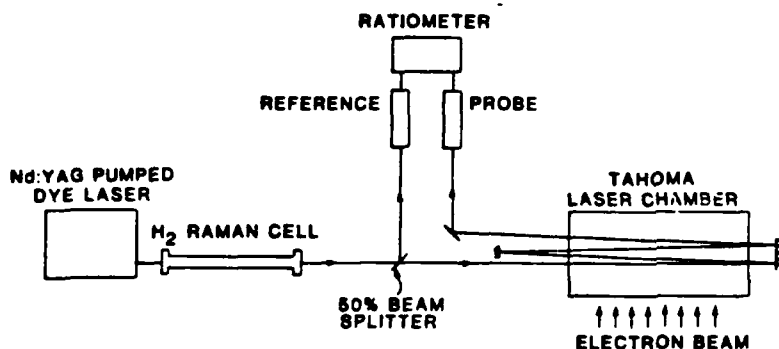 RATIOMETER
REFERENCE
PROBE
Nd:YAG PUMPED
DYE LASER
H2 RAMAN CELL
TAHOMA
LASER CHAMBER
50% BEAM
SPLITTER
ELECTRON BEAM